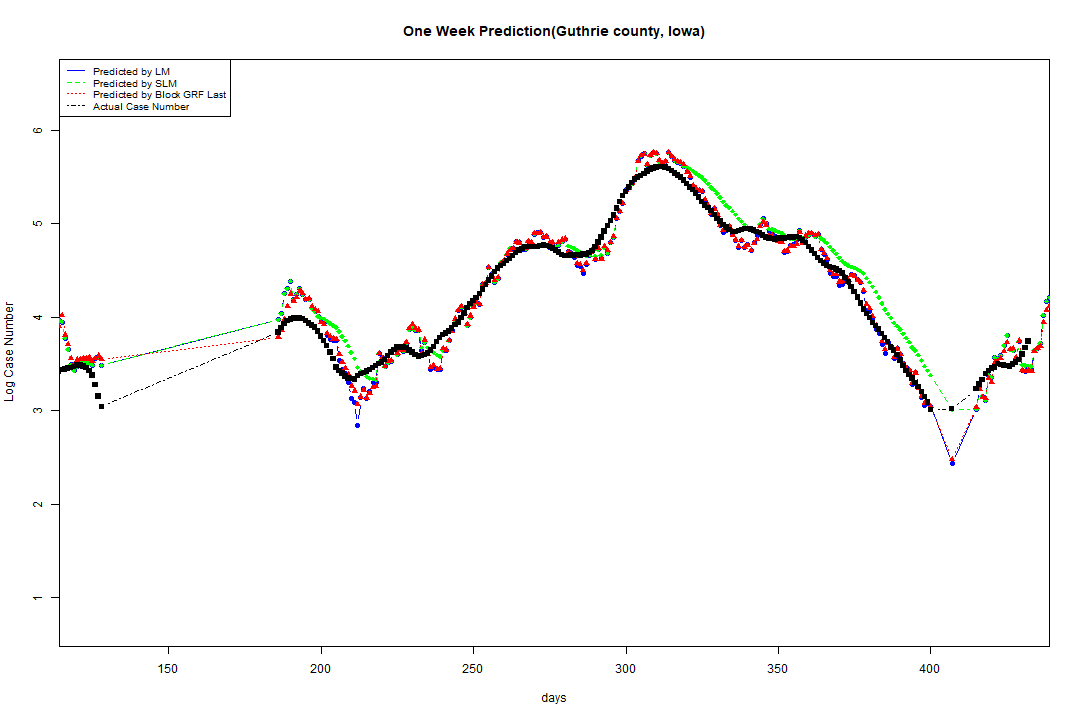 One Week Prediction(Guthrie county, Iowa)
Predicted by LM
Predicted by SLM
Predicted by Block GRF Last
Actual Case Number
6
5
4
3
2
1
Log Case Number
150 200 250 300 350 400
days